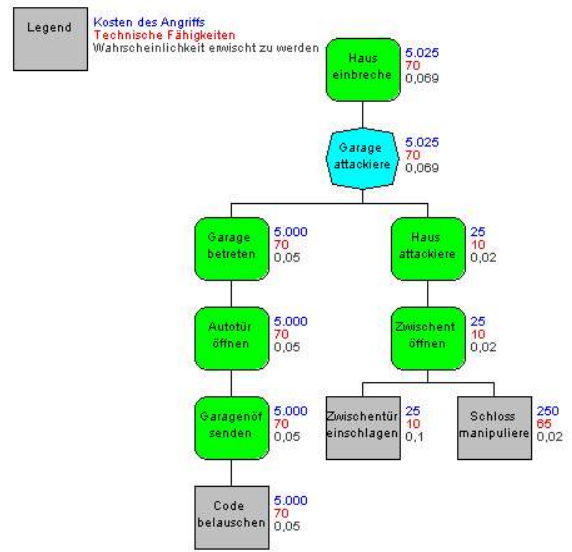 Legend
Kosten des Angriffs
Technische Fähigkeiten
Wahrscheinlichkeit erwischt zu werden
Haus
einbreche
5.025
70
0,069
Garage
attackiere
5.025
70
0,069
Garage
betreten
5.000
70
0,05
Haus
attackiere
25
10
0,02
Autotür
öffnen
5.000
70
0,05
Zwischent
öffnen
25
10
0,02
Garagenöf
senden
5.000
70
0,05
Zwischentür
einschlagen
25
10
0,1
Schloss
manipuliere
250
65
0,02
Code
belauschen
5.000
70
0,05